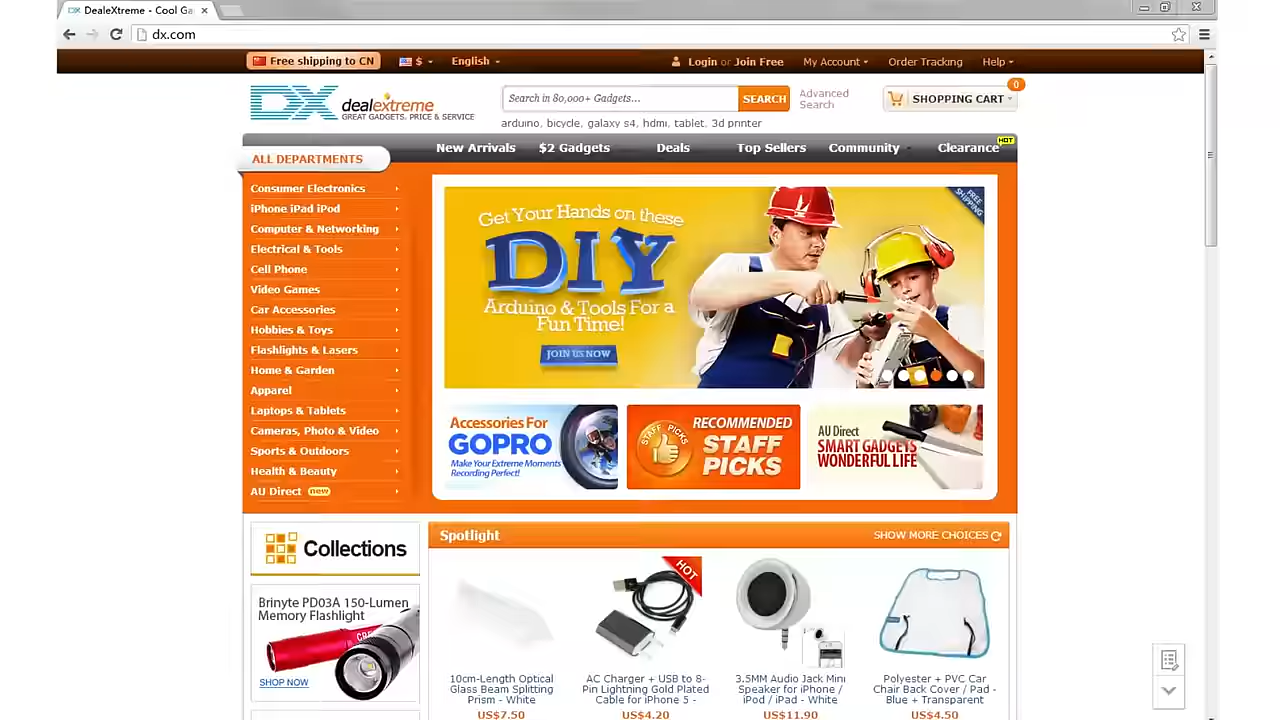 DealeXtreme - Cool Ga
dx.com
Free shipping to CN
$
English
Login or Join Free
My Account
Order Tracking
Help
DX dealextreme
GREAT GADGETS, PRICE & SERVICE
Search in 80,000+ Gadgets...
SEARCH
Advanced
Search
0
SHOPPING CART
arduino, bicycle, galaxy s4, hdmi, tablet, 3d printer
ALL DEPARTMENTS
New Arrivals
$2 Gadgets
Deals
Top Sellers
Community
Clearance
HOT
Consumer Electronics
iPhone iPad iPod
Computer & Networking
Electrical & Tools
Cell Phone
Video Games
Car Accessories
Hobbies & Toys
Flashlights & Lasers
Home & Garden
Apparel
Laptops & Tablets
Cameras, Photo & Video
Sports & Outdoors
Health & Beauty
AU Direct new
Get Your Hands on these
DIY
Arduino & Tools For a
Fun Time!
JOIN US NOW
FREE
SHIPPING
Accessories For
GOPRO
Make Your Extreme Moments
Recording Perfect!
STAFF PICKS
RECOMMENDED
STAFF
PICKS
AU Direct
SMART GADGETS
WONDERFUL LIFE
Collections
Brinyte PD03A 150-Lumen
Memory Flashlight
SHOP NOW
Spotlight
SHOW MORE CHOICES
HOT
10cm-Length Optical
Glass Beam Splitting
Prism - White
US$7.50
AC Charger + USB to 8-
Pin Lightning Gold Plated
Cable for iPhone 5 -
US$4.20
3.5MM Audio Jack Mini
Speaker for iPhone /
iPod / iPad - White
US$11.90
Polyester + PVC Car
Chair Back Cover / Pad -
Blue + Transparent
US$4.50